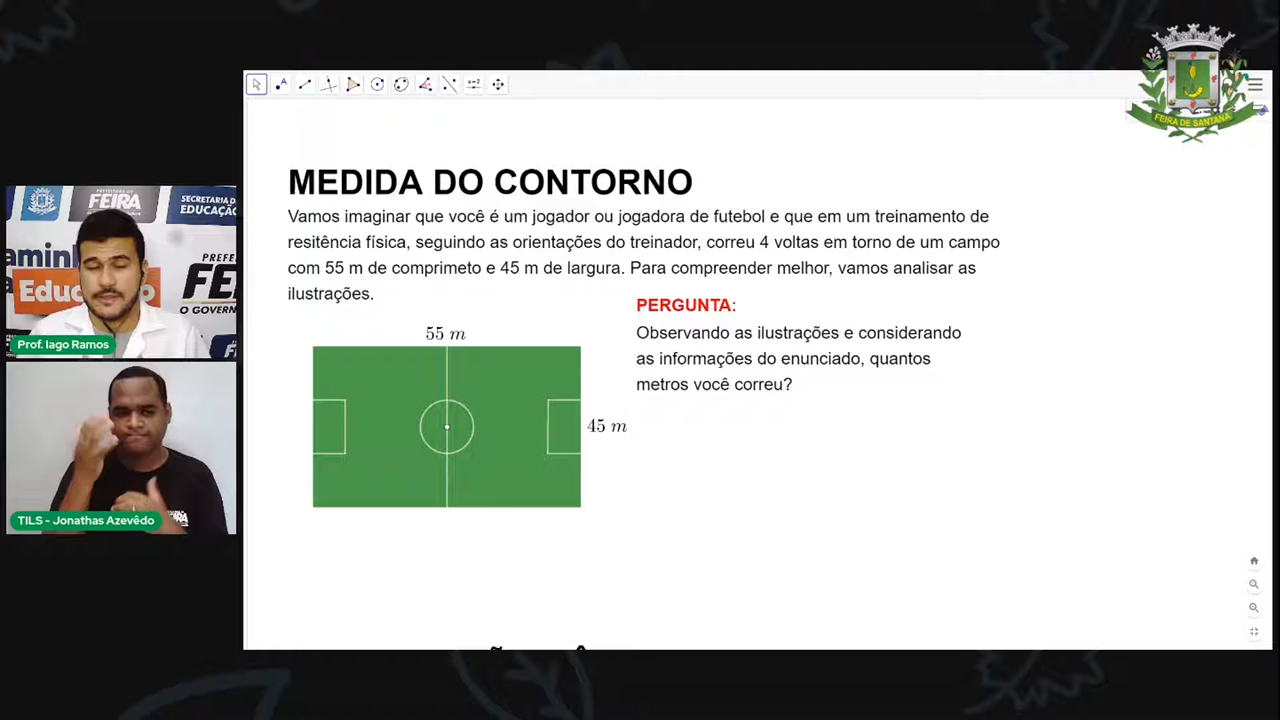 FEIRA DE SANTANA
MEDIDA DO CONTORNO
Vamos imaginar que você é um jogador ou jogadora de futebol e que em um treinamento de
resitência física, seguindo as orientações do treinador, correu 4 voltas em torno de um campo
com 55 m de comprimeto e 45 m de largura. Para compreender melhor, vamos analisar as
ilustrações.
PERGUNTA:
Observando as ilustrações e considerando
as informações do enunciado, quantos
metros você correu?
55 m
45 m
PREFEITURA DE
FEIRA
SECRETARIA DE
EDUCAÇÃO
O GOVERNO
Prof. Iago Ramos
TILS - Jonathas Azevêdo